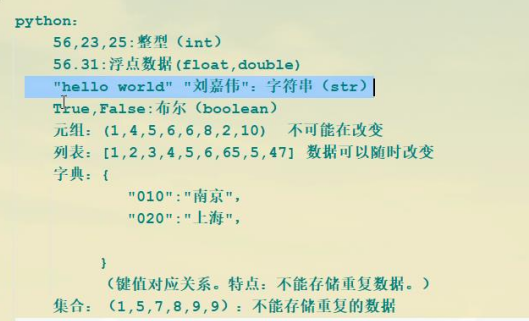 python:
56,23,25:整型（int）
56.31:浮点数据(float,double)
"hello world" "刘嘉伟": 字符串（str）
True,False:布尔（boolean）
元组：(1,4,5,6,6,8,2,10) 不可能在改变
列表：[1,2,3,4,5,6,65,5,47] 数据可以随时改变
字典：{
"010":"南京",
"020":"上海",
}
（键值对应关系。特点：不能存储重复数据。）
集合：（1,5,7,8,9,9）：不能存储重复的数据